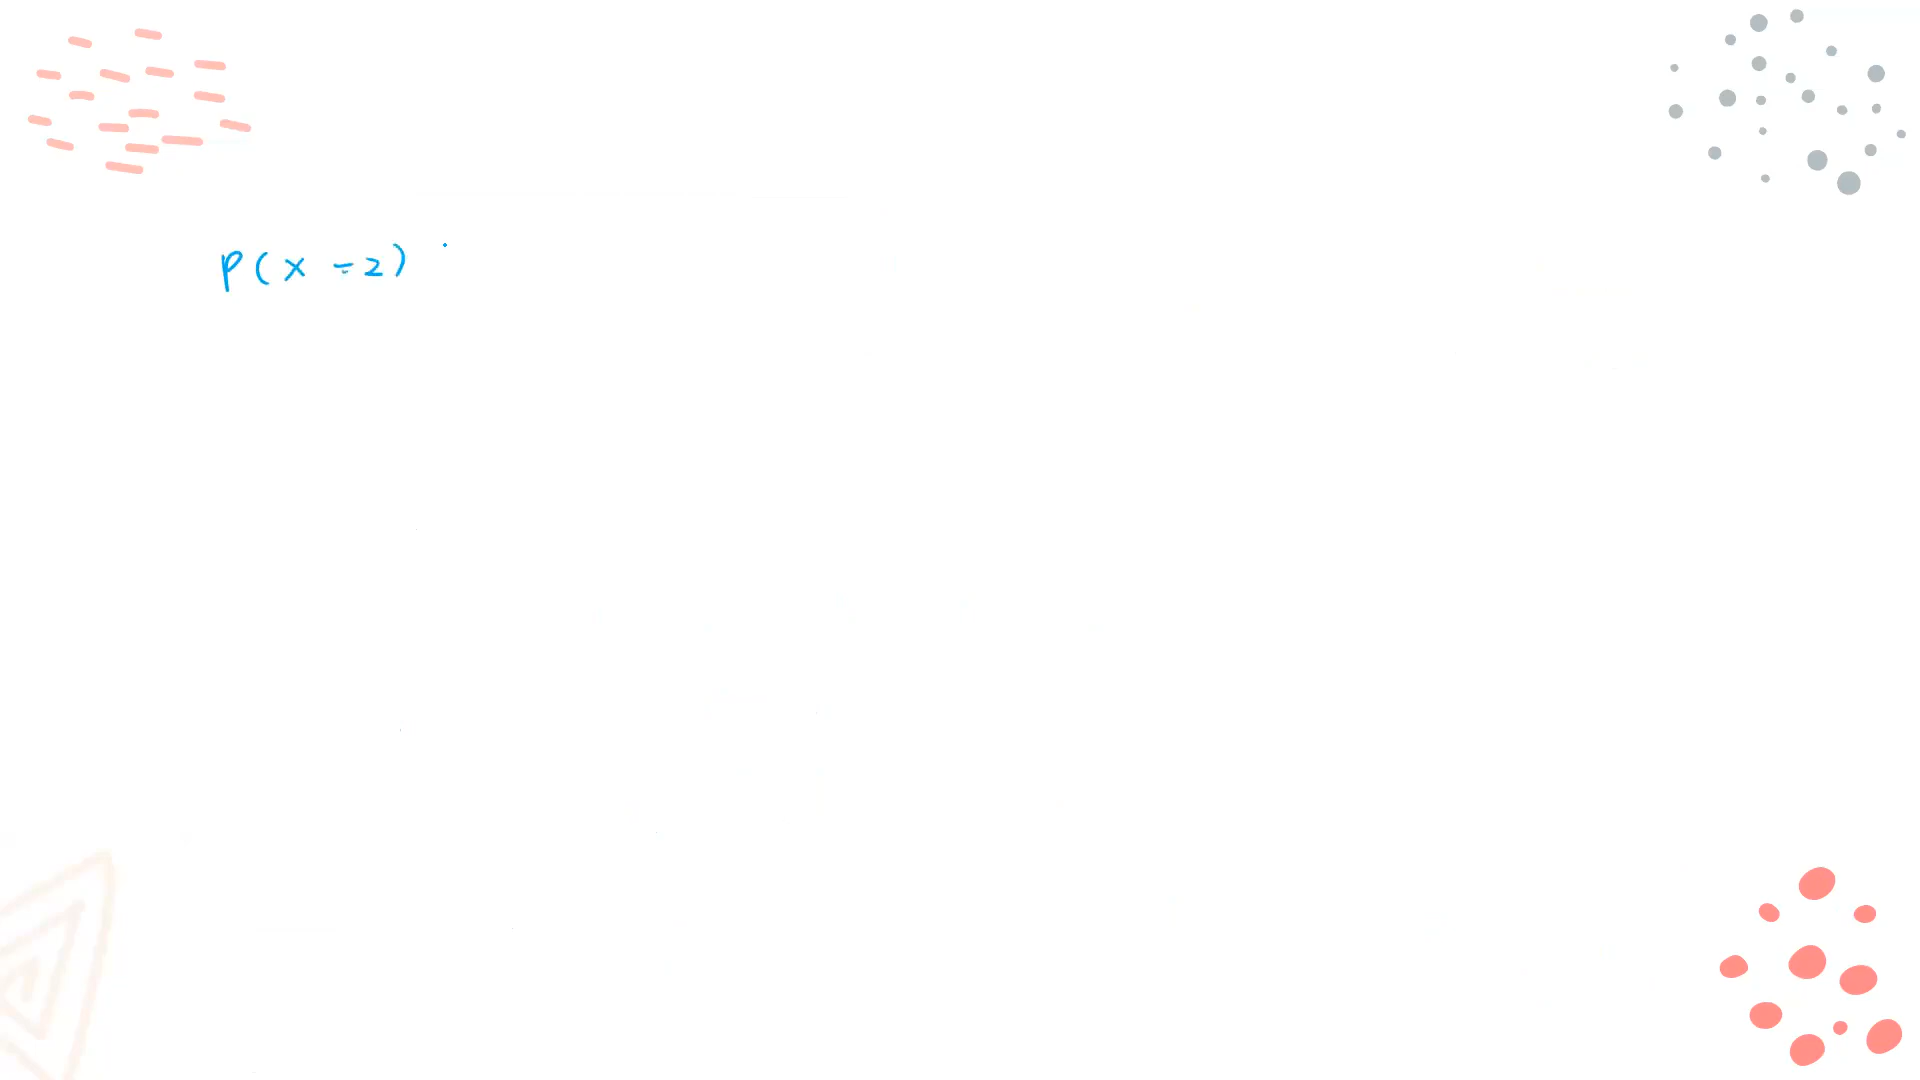 P(x = 2)